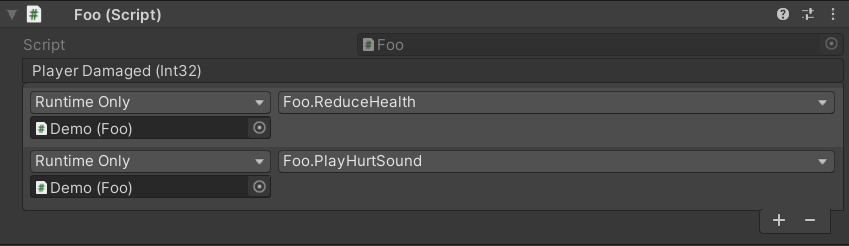 Foo (Script)
Script Foo
Player Damaged (Int32)
Runtime Only Foo.ReduceHealth
Demo (Foo)
Runtime Only Foo.PlayHurtSound
Demo (Foo)